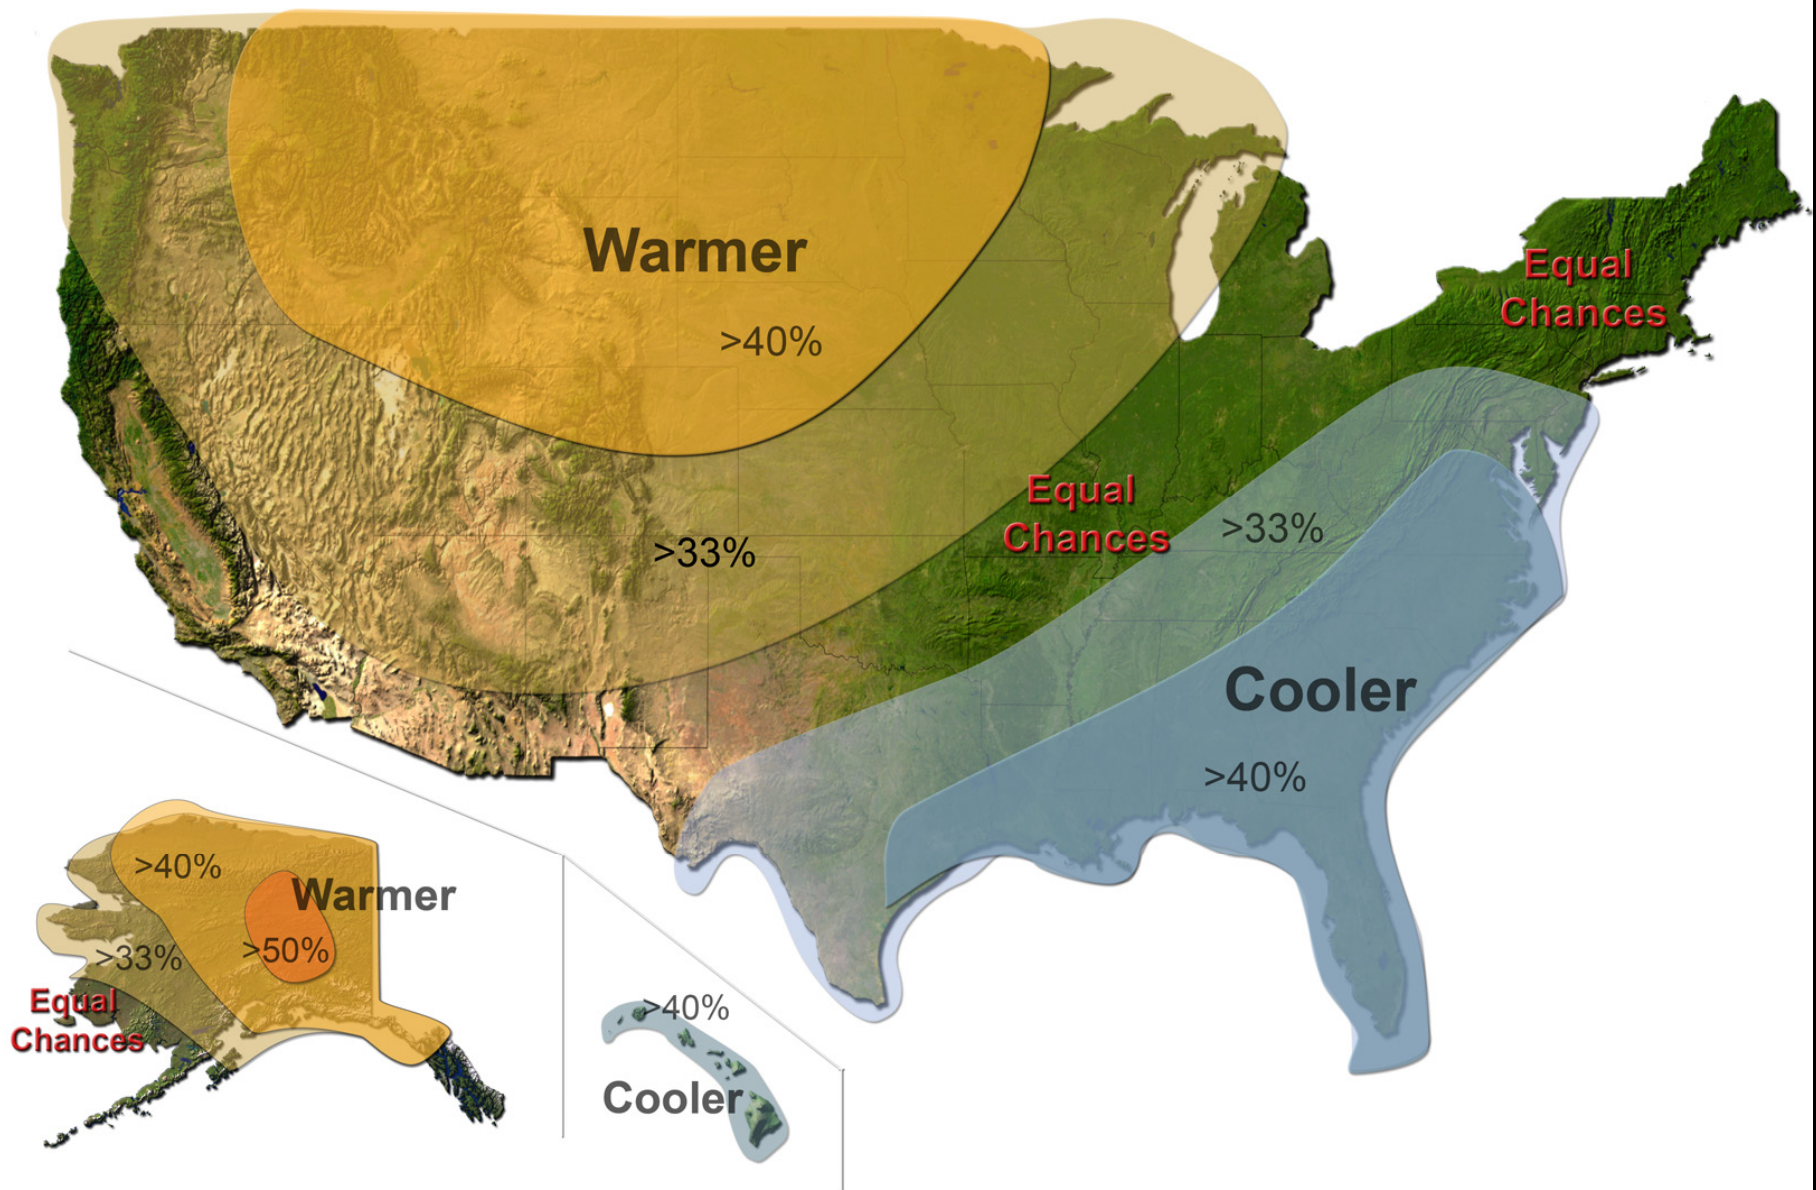 Warmer
>40%
>33%
Equal
Chances
Equal
Chances
>33%
Cooler
>40%
>40%
Warmer
>50%
>33%
Equal
Chances
>40%
Cooler